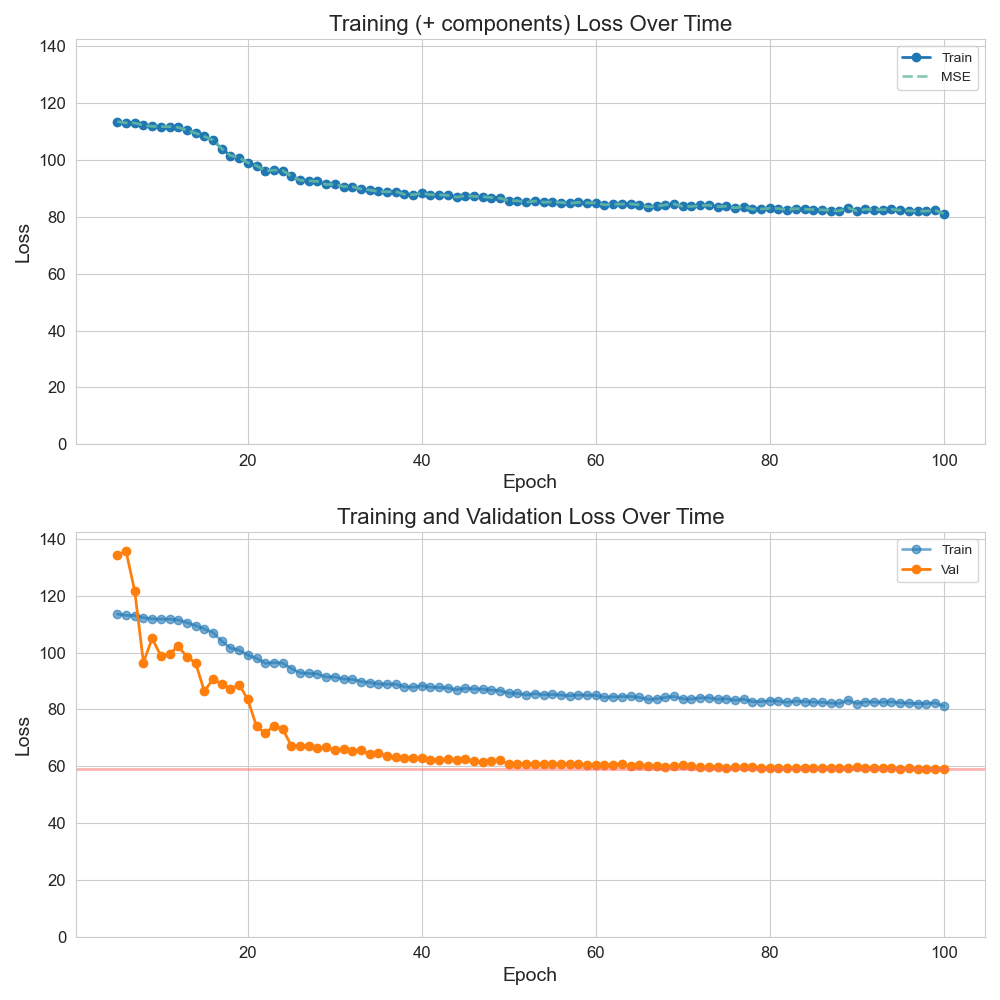 Training (+ components) Loss Over Time
140
120
100
80
60
40
20
0
Loss
Train
MSE
20 40 60 80 100
Epoch
Training and Validation Loss Over Time
140
120
100
80
60
40
20
0
Loss
Train
Val
20 40 60 80 100
Epoch